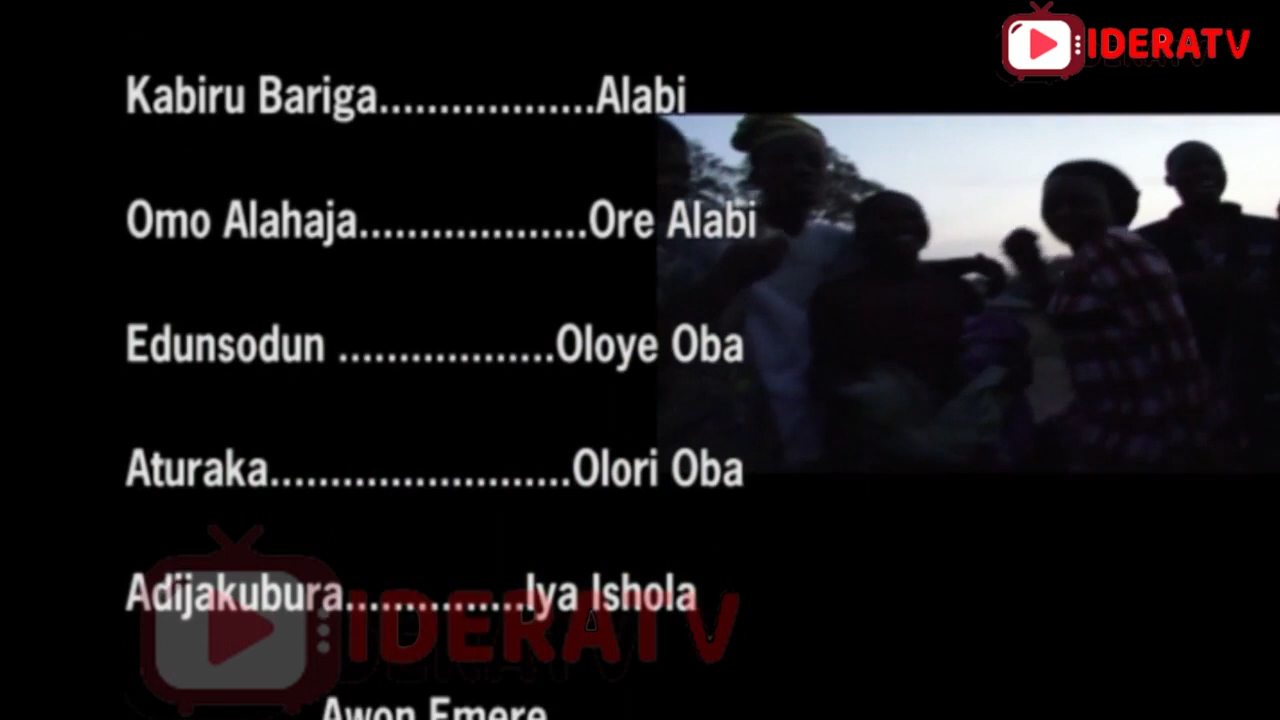 IDERATV
Kabiru Bariga..................Alabi
Omo Alahaja...................Ore Alabi
Edunsodun ..................Oloye Oba
Aturaka.........................Olori Oba
Adijakubura...............Iya Ishola
IDERATV
Awon Emere